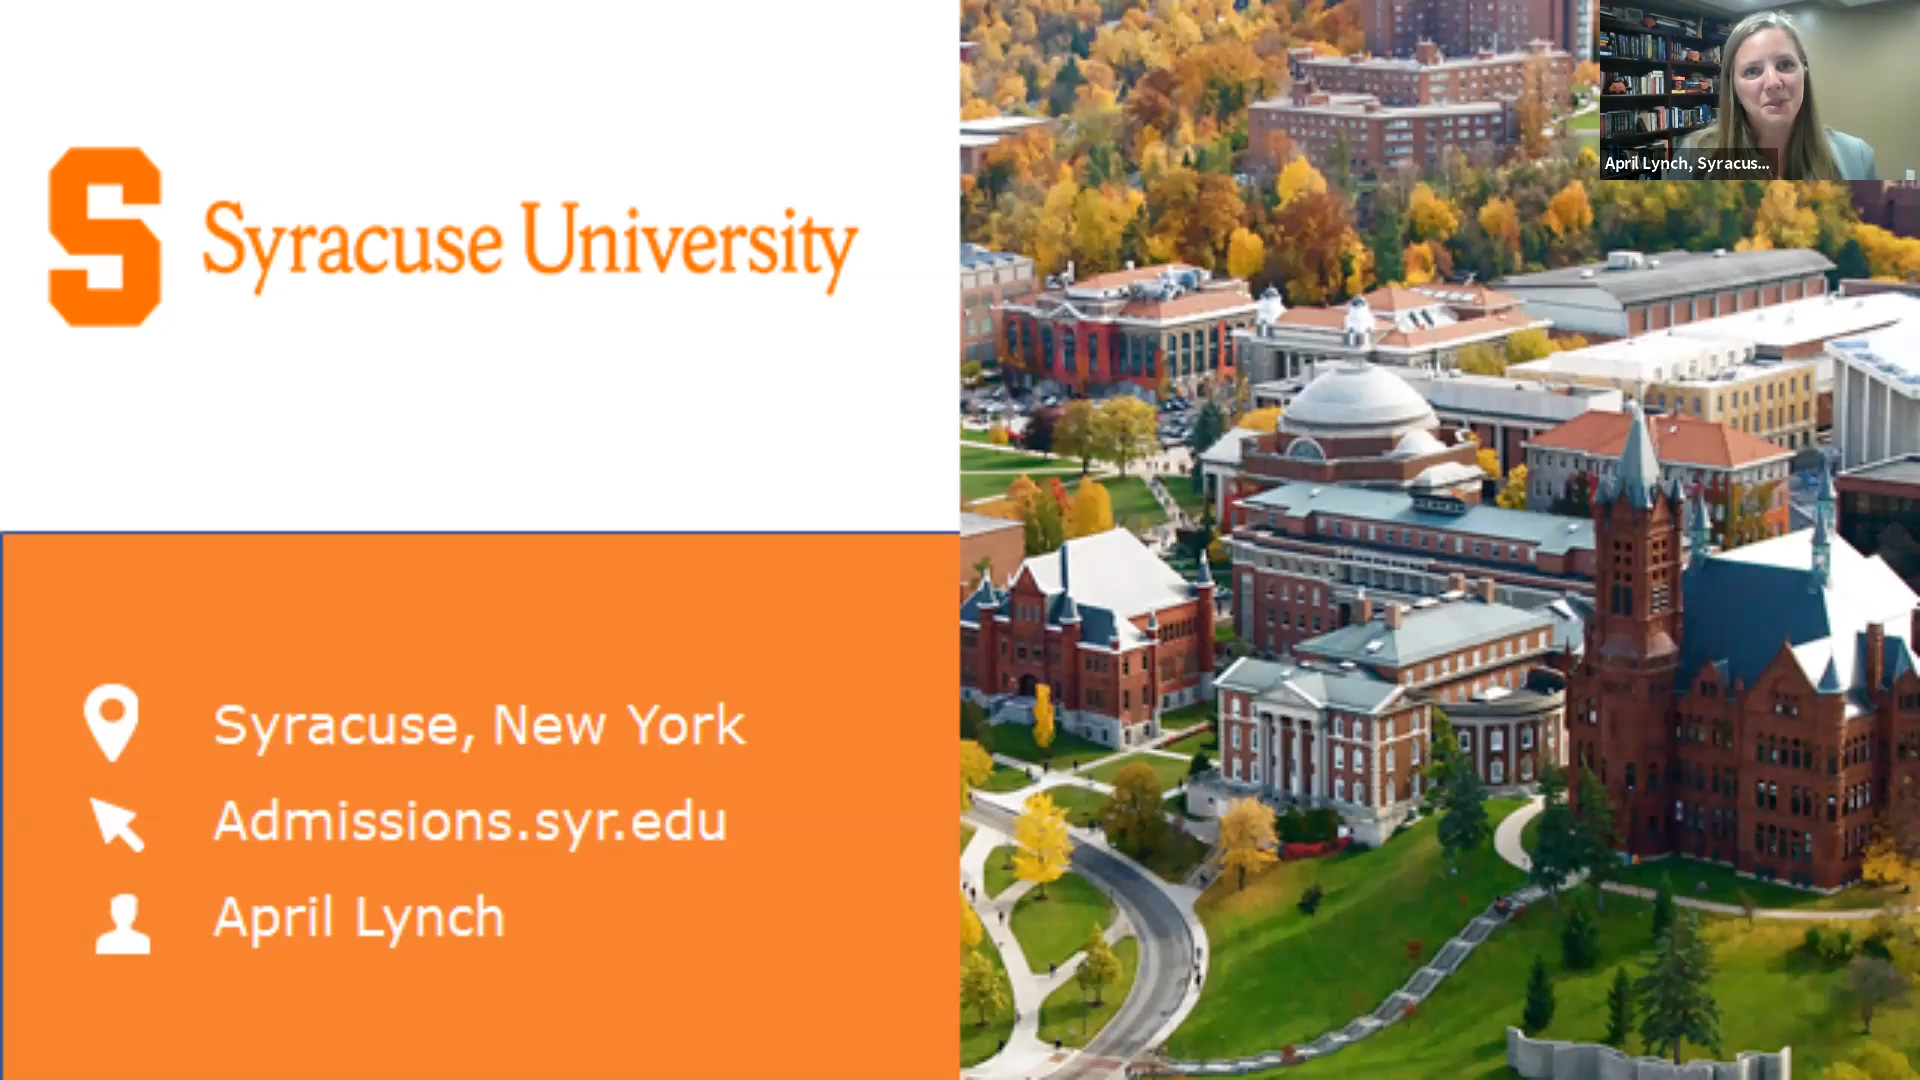 S
Syracuse University
Syracuse, New York
Admissions.syr.edu
April Lynch
April Lynch, Syracus...